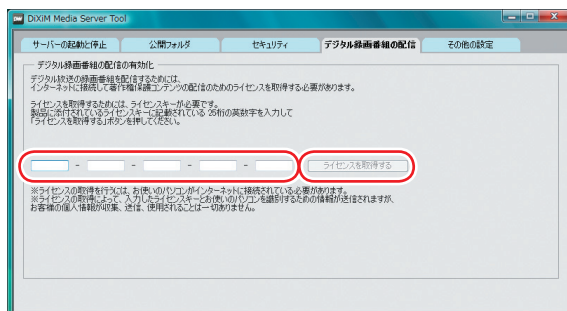 DiXiM Media Server Tool
サーバーの起動と停止 公開フォルダ セキュリティ デジタル録画番組の配信 その他の設定
デジタル録画番組の配信の有効化
デジタル放送の録画番組を配信するためには、
インターネットに接続して著作権保護コンテンツの配信のためのライセンスを取得する必要があります。
ライセンスを取得するためには、ライセンスキーが必要です。
製品に添付されているライセンスキーに記載されている 25桁の英数字を入力して
「ライセンスを取得する」ボタンを押してください。
- - - - ライセンスを取得する
※ライセンスの取得を行うには、お使いのパソコンがインターネットに接続されている必要があります。
※ライセンスの取得によって、入力したライセンスキーとお使いのパソコンを識別するための情報が送信されますが、
お客様の個人情報が収集、送信、使用されることは一切ありません。